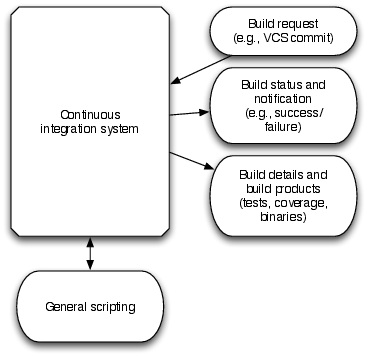 Build request
(e.g., VCS commit)
Continuous
integration system
Build status and
notification
(e.g., success/
failure)
Build details and
build products
(tests, coverage,
binaries)
General scripting